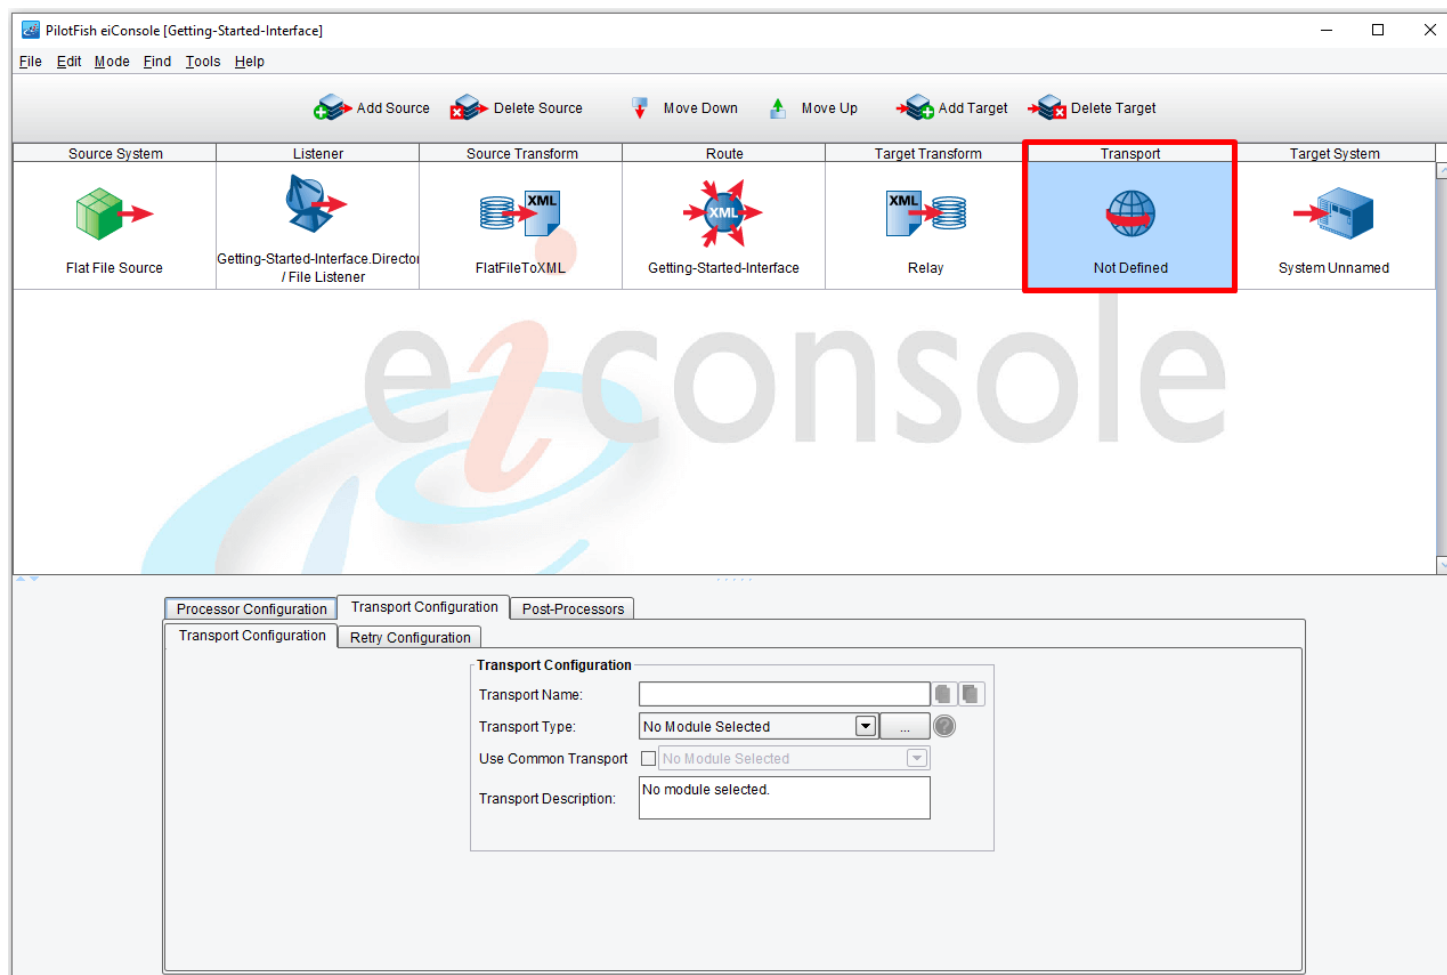 PilotFish eiConsole [Getting-Started-Interface]
File Edit Mode Find Tools Help
Add Source Delete Source Move Down Move Up Add Target Delete Target
Source System Listener Source Transform Route Target Transform Transport Target System
XML XML XML
Flat File Source Getting-Started-Interface.Director FlatFileToXML Getting-Started-Interface Relay Not Defined System Unnamed
/ File Listener
eiconsole
Processor Configuration Transport Configuration Post-Processors
Transport Configuration Retry Configuration
Transport Configuration
Transport Name:
Transport Type: No Module Selected ...
Use Common Transport No Module Selected
Transport Description: No module selected.